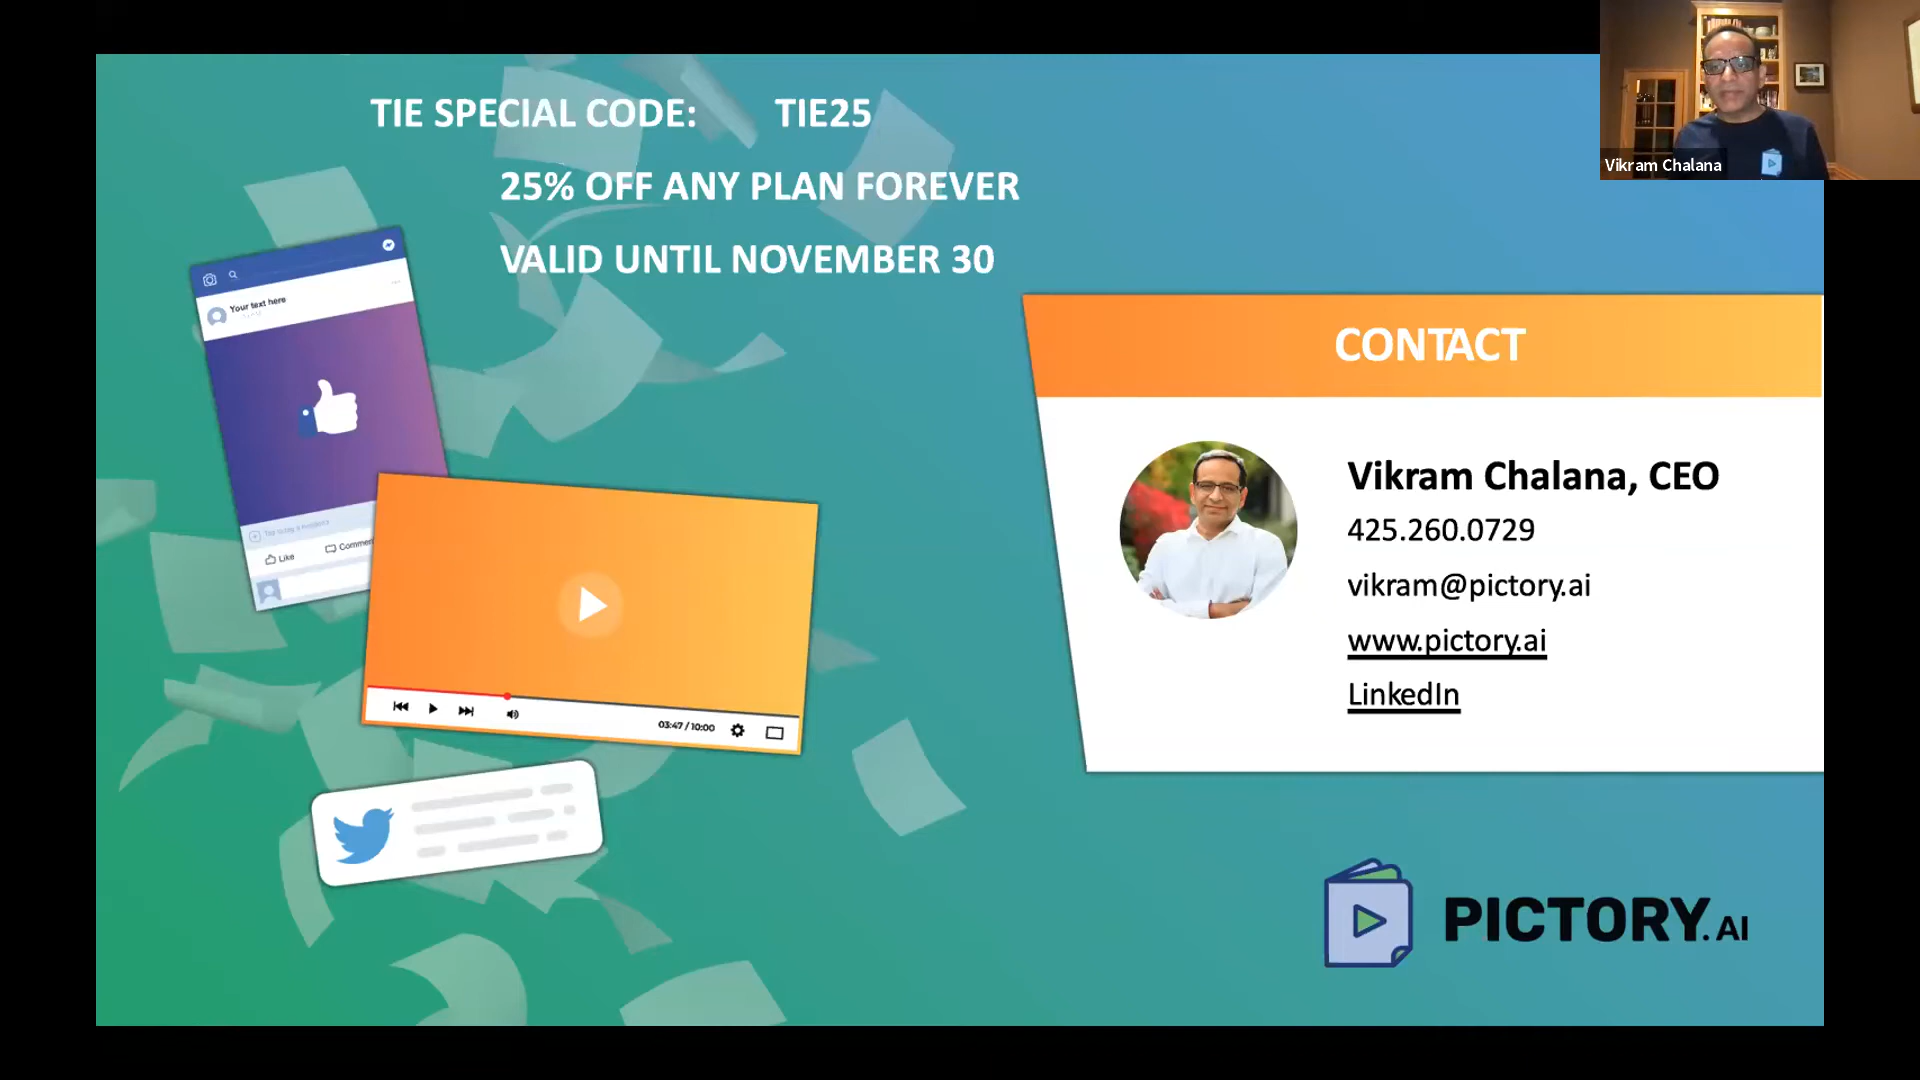 TIE SPECIAL CODE: TIE25
25% OFF ANY PLAN FOREVER
VALID UNTIL NOVEMBER 30
Vikram Chalana
Your text here
Like
Comment
03:47 / 10:00
CONTACT
Vikram Chalana, CEO
425.260.0729
vikram@pictory.ai
www.pictory.ai
LinkedIn
PICTORY.AI